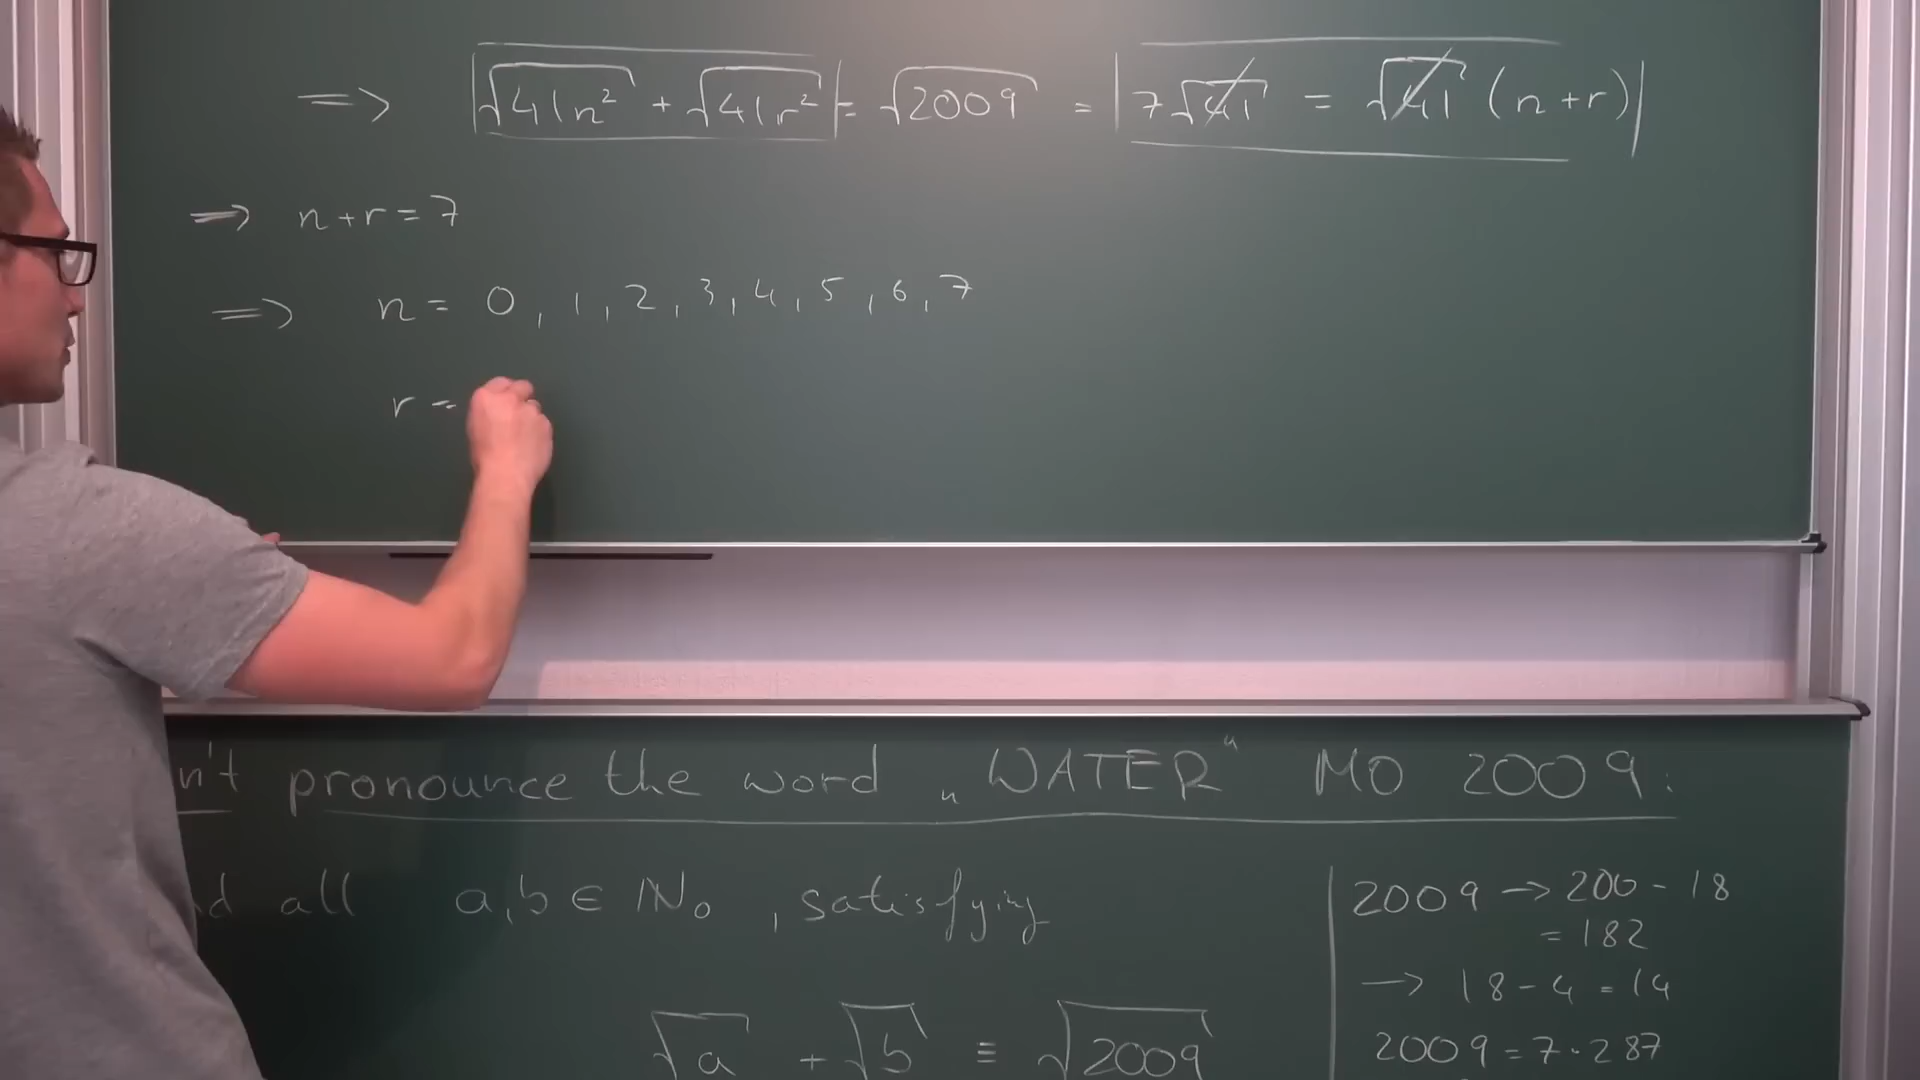 => √41n² + √41r² = √2009 = 7√41 = √41 (n+r)
=> n+r=7
=> n = 0, 1, 2, 3, 4, 5, 6, 7
r =
n't pronounce the word „WATER“ MO 2009:
d all a,b ∈ ℕ₀, satisfying
√a + √b = √2009
2009 → 200 - 18
= 182
→ 18 - 4 = 14
2009 = 7 · 287